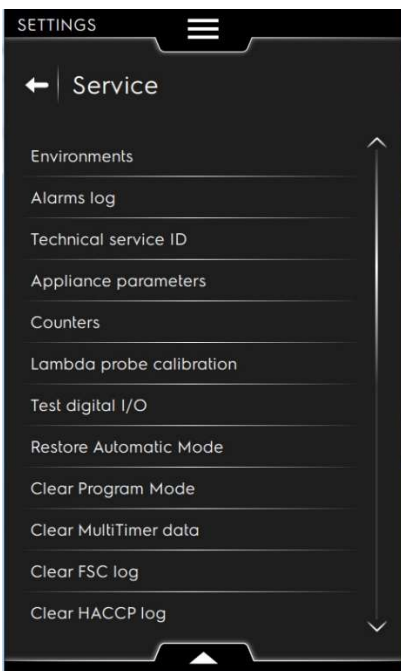 SETTINGS
Service
Environments
Alarms log
Technical service ID
Appliance parameters
Counters
Lambda probe calibration
Test digital I/O
Restore Automatic Mode
Clear Program Mode
Clear MultiTimer data
Clear FSC log
Clear HACCP log